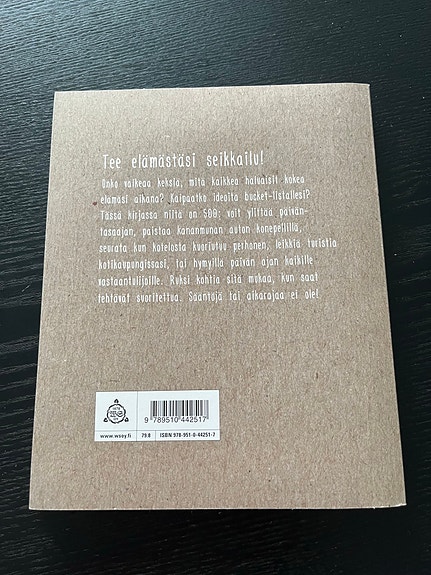 Tee elämästäsi seikkailu!
Onko vaikeaa keksiä, mitä kaikkea haluaisit kokea
elämäsi aikana? Kaipaatko ideoita bucket-listallesi?
Tässä kirjassa niitä on 500: voit ylittää päivän-
tasaajan, paistaa kananmunan auton konepellillä,
seurata kun kotelosta kuoriutuu perhonen, leikkiä turistia
kotikaupungissasi, tai hymyillä päivän ajan kaikille
vastaantulijoille. Ruksi kohtia sitä mukaa, kun saat
tehtävät suoritettua. Sääntöjä tai aikarajaa ei ole!
9 789510 442517
www.wsoy.fi 79.8 ISBN 978-951-0-44251-7